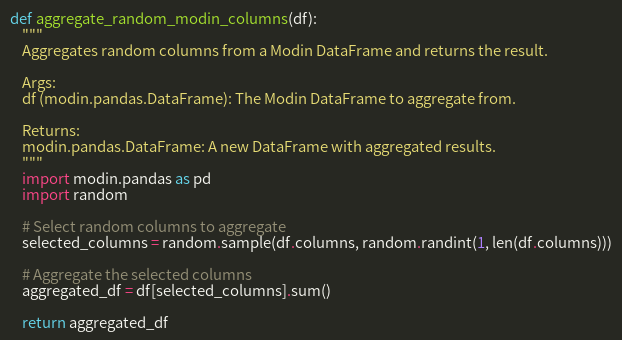 def aggregate_random_modin_columns(df):
    """
    Aggregates random columns from a Modin DataFrame and returns the result.

    Args:
    df (modin.pandas.DataFrame): The Modin DataFrame to aggregate from.

    Returns:
    modin.pandas.DataFrame: A new DataFrame with aggregated results.
    """
    import modin.pandas as pd
    import random

    # Select random columns to aggregate
    selected_columns = random.sample(df.columns, random.randint(1, len(df.columns)))

    # Aggregate the selected columns
    aggregated_df = df[selected_columns].sum()

    return aggregated_df